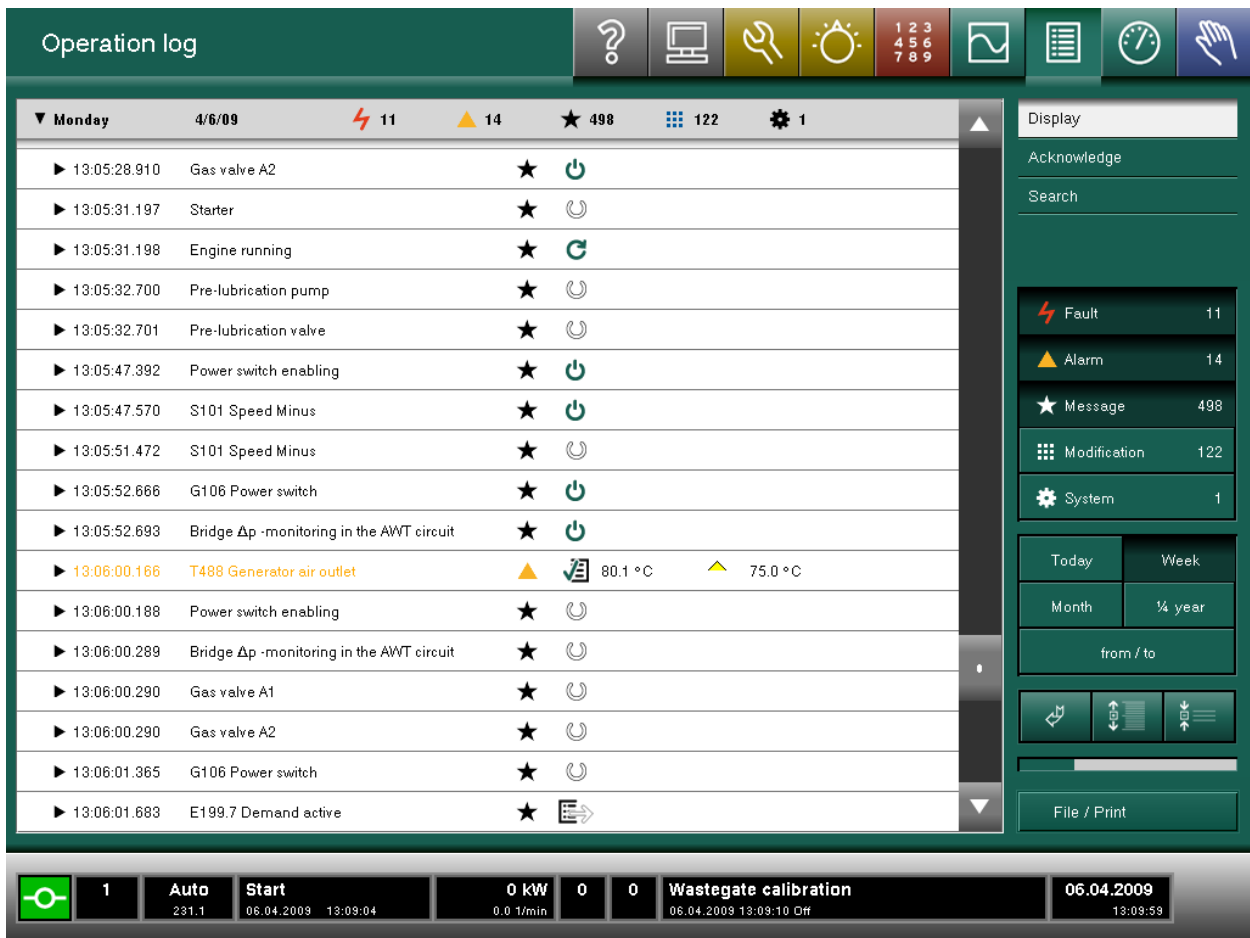 Operation log
?
1 2 3
4 5 6
7 8 9
Monday 4/6/09 11 14 498 122 1
13:05:28.910 Gas valve A2
13:05:31.197 Starter
13:05:31.198 Engine running
13:05:32.700 Pre-lubrication pump
13:05:32.701 Pre-lubrication valve
13:05:47.392 Power switch enabling
13:05:47.570 S101 Speed Minus
13:05:51.472 S101 Speed Minus
13:05:52.666 G106 Power switch
13:05:52.693 Bridge Δp -monitoring in the AWT circuit
13:06:00.166 T488 Generator air outlet 80.1 °C 75.0 °C
13:06:00.188 Power switch enabling
13:06:00.289 Bridge Δp -monitoring in the AWT circuit
13:06:00.290 Gas valve A1
13:06:00.290 Gas valve A2
13:06:01.365 G106 Power switch
13:06:01.683 E199.7 Demand active
Display
Acknowledge
Search
Fault 11
Alarm 14
Message 498
Modification 122
System 1
Today Week
Month ¼ year
from / to
File / Print
1 Auto Start 0 kW 0 0 Wastegate calibration 06.04.2009
231.1 06.04.2009 13:09:04 0.0 1/min 06.04.2009 13:09:10 Off 13:09:59